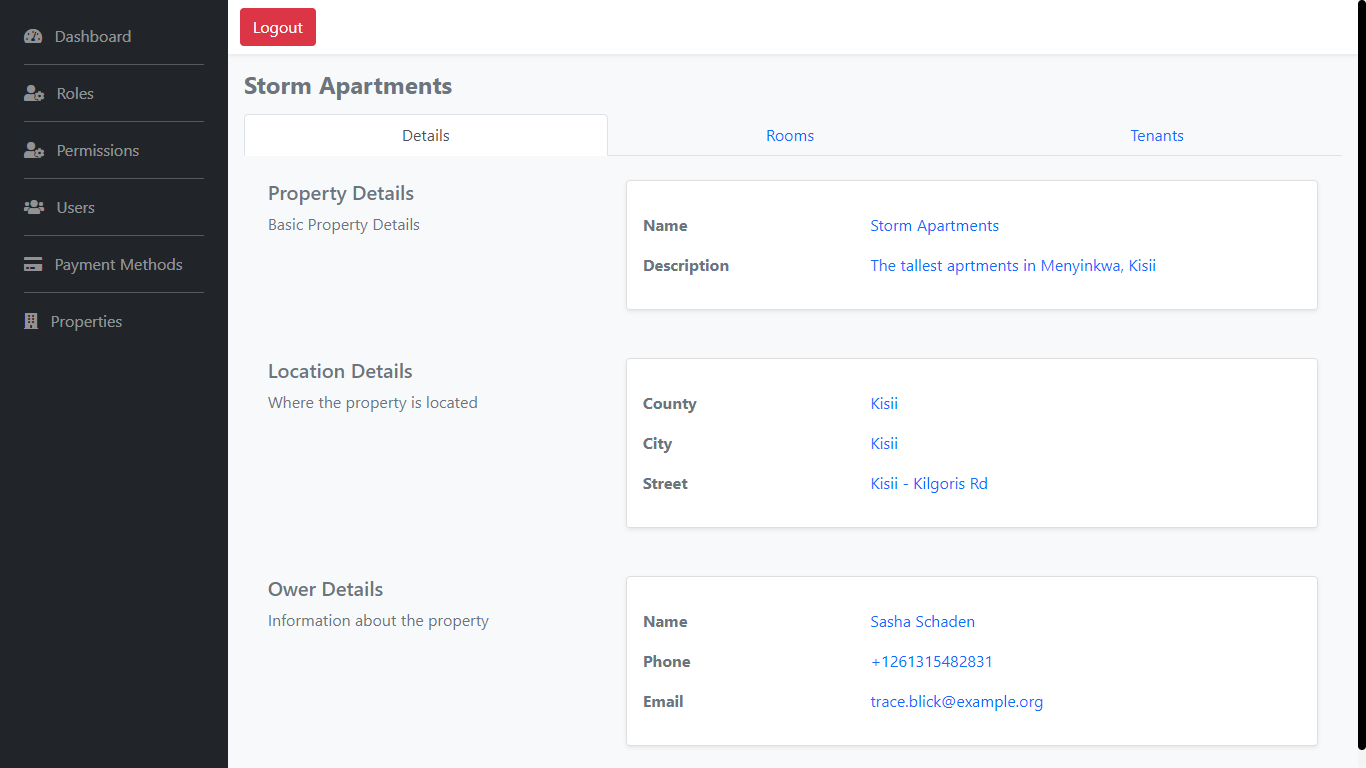 Dashboard
Roles
Permissions
Users
Payment Methods
Properties
Logout
Storm Apartments
Details Rooms Tenants
Property Details
Basic Property Details
Name Storm Apartments
Description The tallest aprtments in Menyinkwa, Kisii
Location Details
Where the property is located
County Kisii
City Kisii
Street Kisii - Kilgoris Rd
Ower Details
Information about the property
Name Sasha Schaden
Phone +1261315482831
Email trace.blick@example.org